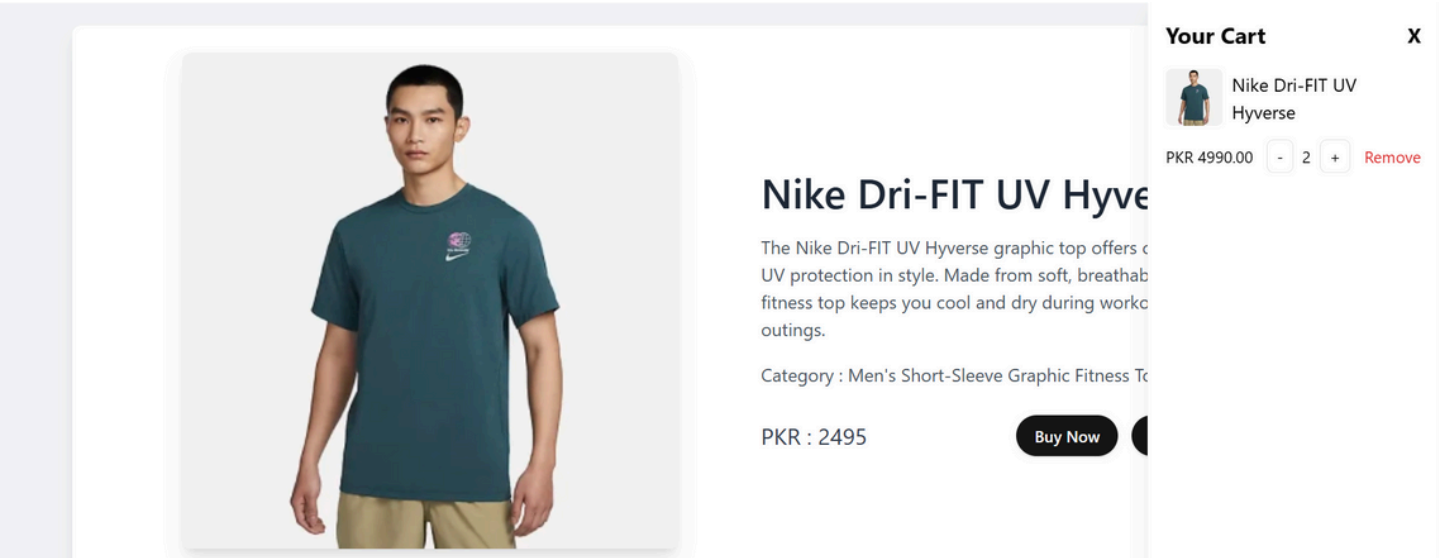 Nike Dri-FIT UV Hyve
The Nike Dri-FIT UV Hyverse graphic top offers
UV protection in style. Made from soft, breathab
fitness top keeps you cool and dry during worko
outings.
Category : Men's Short-Sleeve Graphic Fitness To
PKR : 2495
Buy Now
Your Cart
X
Nike Dri-FIT UV
Hyverse
PKR 4990.00 - 2 + Remove